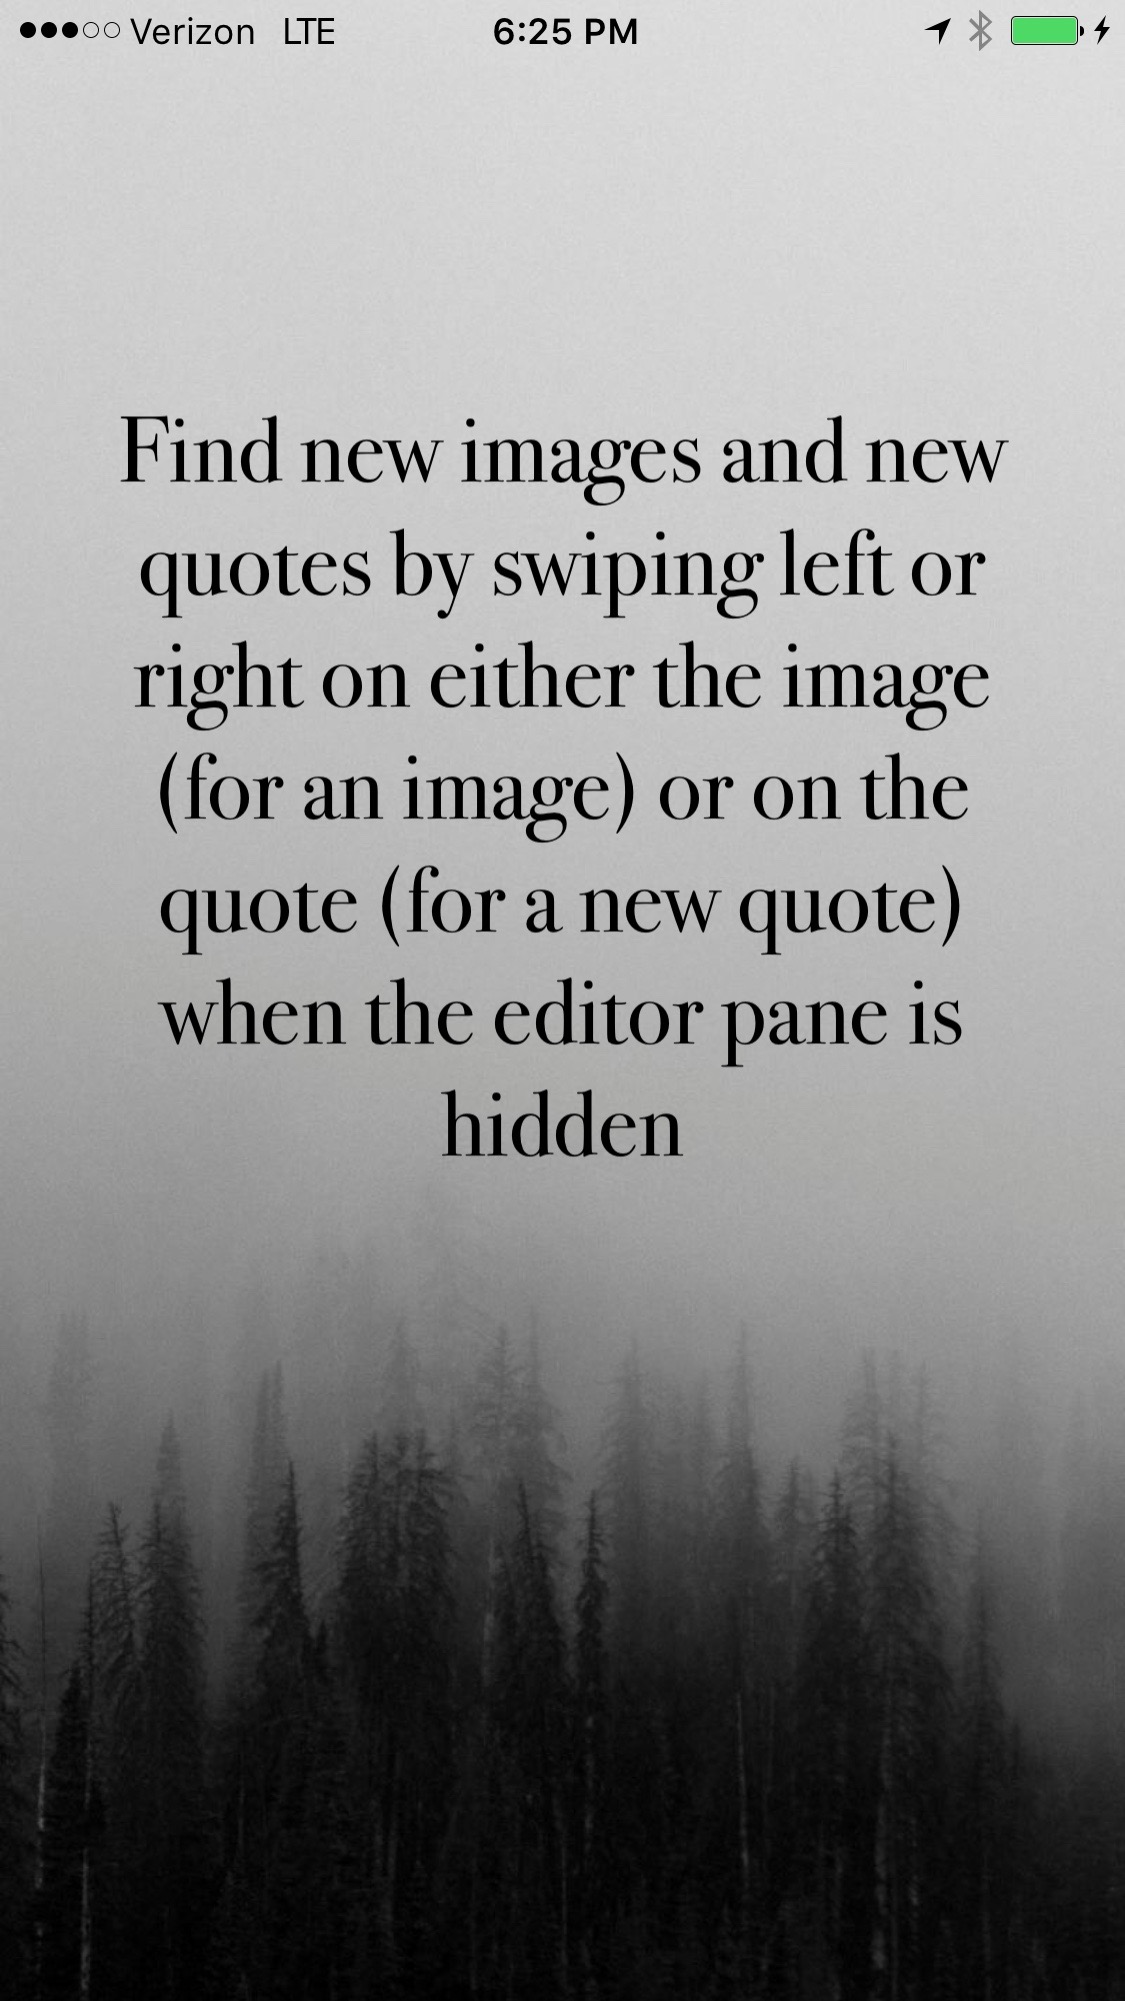 Verizon LTE 6:25 PM
Find new images and new
quotes by swiping left or
right on either the image
(for an image) or on the
quote (for a new quote)
when the editor pane is
hidden